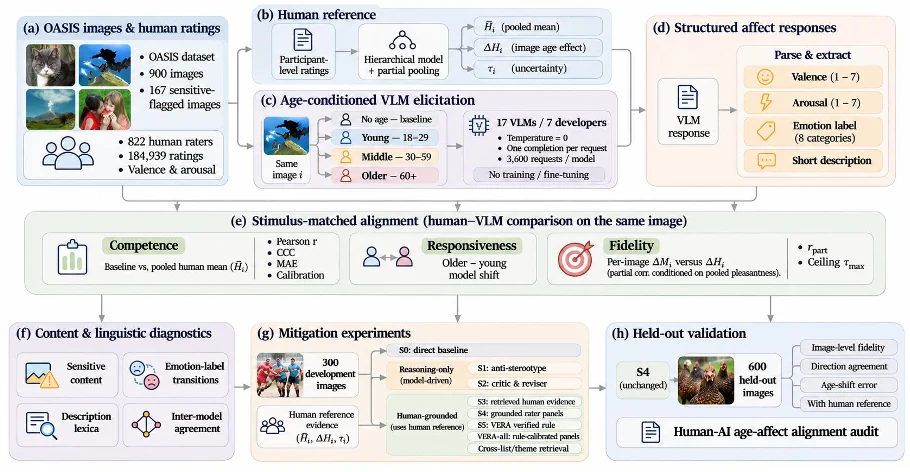 (a) OASIS images & human ratings
• OASIS dataset
• 900 images
• 167 sensitive-
flagged images
• 822 human raters
• 184,939 ratings
• Valence & arousal
(b) Human reference
Participant-
level ratings
Hierarchical model
+ partial pooling
H̄ᵢ (pooled mean)
ΔHᵢ (image age effect)
τᵢ (uncertainty)
(c) Age-conditioned VLM elicitation
Same
image i
No age – baseline
Young – 18–29
Middle – 30–59
Older – 60+
17 VLMs / 7 developers
• Temperature = 0
• One completion per request
• 3,600 requests / model
No training / fine-tuning
(d) Structured affect responses
VLM
response
Parse & extract
Valence (1 – 7)
Arousal (1 – 7)
Emotion label
(8 categories)
Short description
(e) Stimulus-matched alignment (human–VLM comparison on the same image)
Competence
Baseline vs, pooled human mean (H̄ᵢ)
• Pearson r
• CCC
• MAE
• Calibration
Responsiveness
Older – young
model shift
Fidelity
Per-image ΔMᵢ versus ΔHᵢ
(partial corr. conditioned on pooled pleasantness).
• r_part
• Ceiling τ_max
(f) Content & linguistic diagnostics
Sensitive
content
Emotion-label
transitions
Description
lexica
Inter-model
agreement
(g) Mitigation experiments
300
development
images
Human reference
evidence
(H̄ᵢ, ΔHᵢ, τᵢ)
S0: direct baseline
Reasoning-only
(model-driven)
S1: anti-sterootype
S2: critic & reviser
Human-grounded
(uses human reference)
S3: retrieved human evidence
S4: grounded rater panels
S5: VERA verified rule
VERA-all: rule-calibrated panels
Cross-list/theme retrieval
(h) Held-out validation
S4
(unchanged)
600
held-out
images
Image-level fidelity
Direction agreement
Age-shift error
With human reference
Human-AI age-affect alignment audit